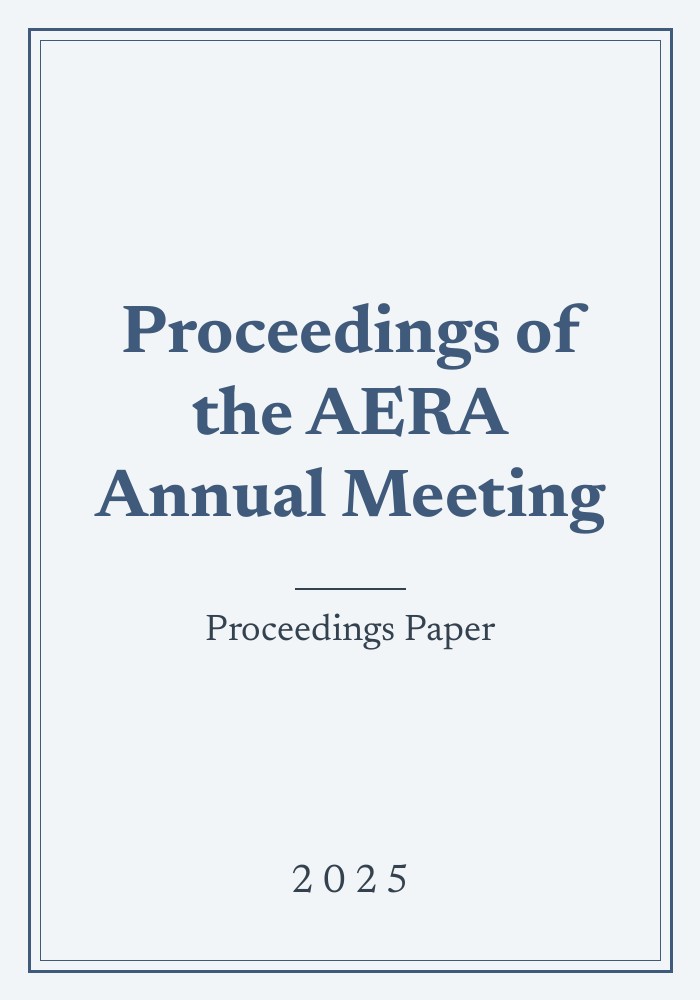 Proceedings of
the AERA
Annual Meeting
Proceedings Paper
2025